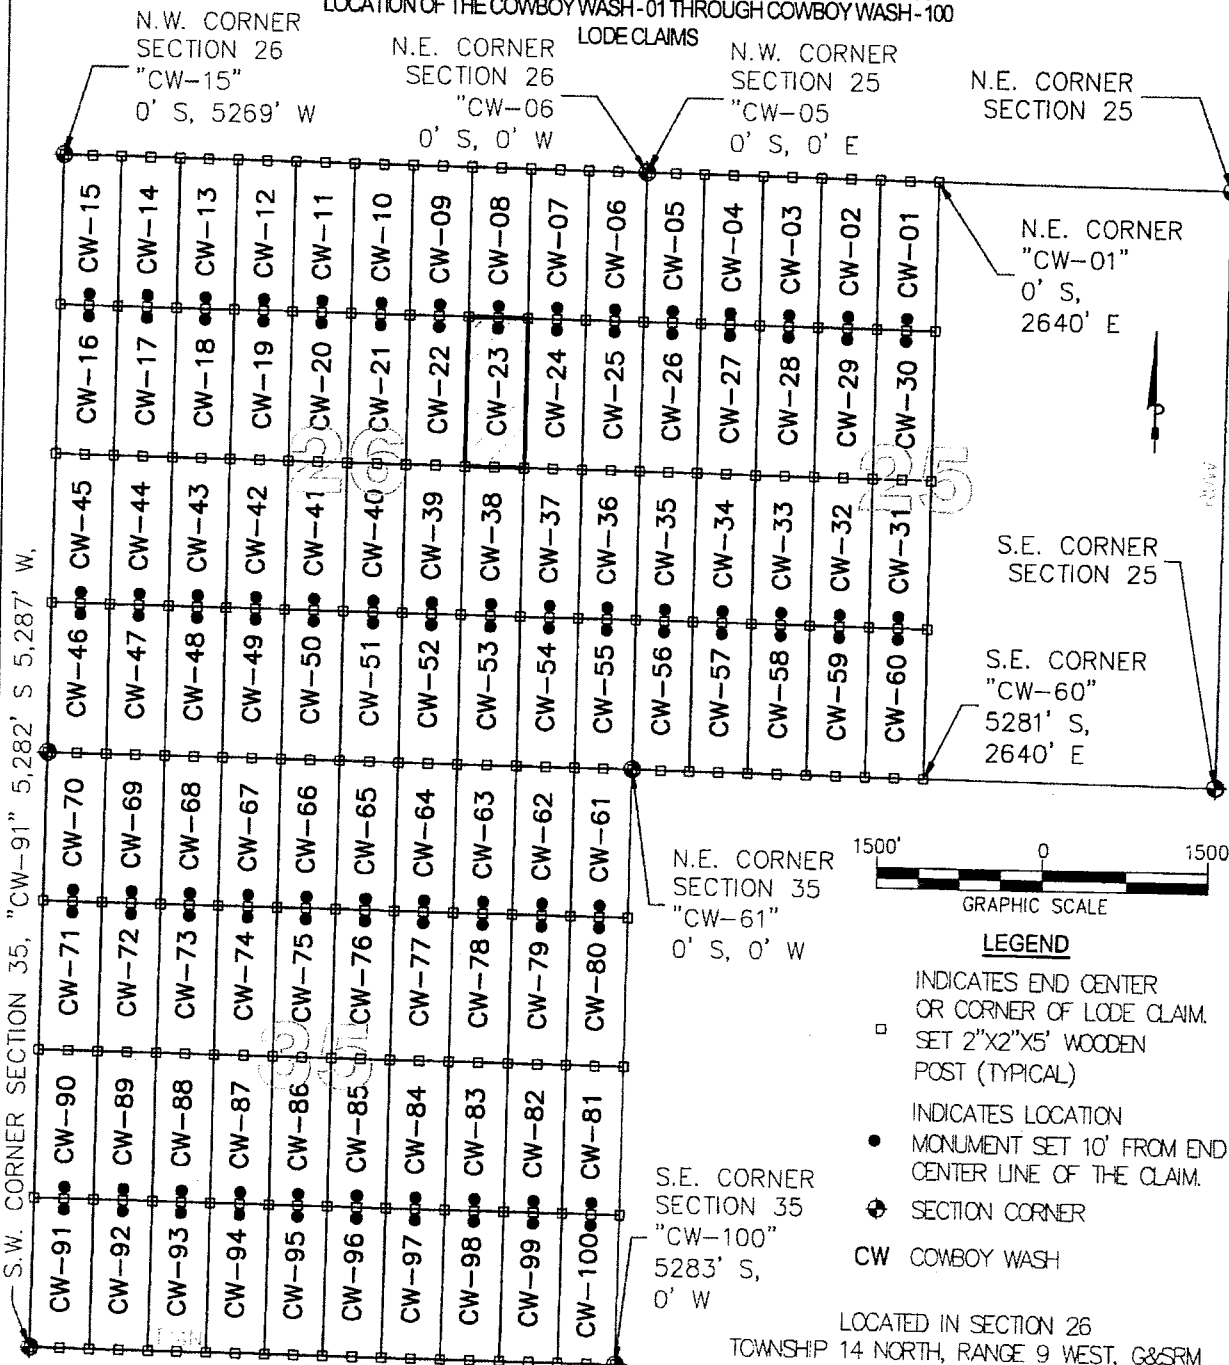 LOCATION OF THE COWBOY WASH - 01 THROUGH COWBOY WASH - 100
LODE CLAIMS
N.W. CORNER
SECTION 26
"CW-15"
0' S, 5269' W
N.E. CORNER
SECTION 26
"CW-06
0' S, 0' W
N.W. CORNER
SECTION 25
"CW-05
0' S, 0' E
N.E. CORNER
SECTION 25
CW-15 CW-14 CW-13 CW-12 CW-11 CW-10 CW-09 CW-08 CW-07 CW-06 CW-05 CW-04 CW-03 CW-02 CW-01
N.E. CORNER
"CW-01"
0' S,
2640' E
CW-16 CW-17 CW-18 CW-19 CW-20 CW-21 CW-22 CW-23 CW-24 CW-25 CW-26 CW-27 CW-28 CW-29 CW-30
26
25
CW-45 CW-44 CW-43 CW-42 CW-41 CW-40 CW-39 CW-38 CW-37 CW-36 CW-35 CW-34 CW-33 CW-32 CW-31
S.E. CORNER
SECTION 25
CW-46 CW-47 CW-48 CW-49 CW-50 CW-51 CW-52 CW-53 CW-54 CW-55 CW-56 CW-57 CW-58 CW-59 CW-60
S.E. CORNER
"CW-60"
5281' S,
2640' E
CW-70 CW-69 CW-68 CW-67 CW-66 CW-65 CW-64 CW-63 CW-62 CW-61
N.E. CORNER
SECTION 35
"CW-61"
0' S, 0' W
CW-71 CW-72 CW-73 CW-74 CW-75 CW-76 CW-77 CW-78 CW-79 CW-80
35
CW-90 CW-89 CW-88 CW-87 CW-86 CW-85 CW-84 CW-83 CW-82 CW-81
CW-91 CW-92 CW-93 CW-94 CW-95 CW-96 CW-97 CW-98 CW-99 CW-100
S.W. CORNER SECTION 35, "CW-91" 5,282' S 5,287' W,
S.E. CORNER
SECTION 35
"CW-100"
5283' S,
0' W
1500' 0 1500
GRAPHIC SCALE
LEGEND
INDICATES END CENTER
OR CORNER OF LODE CLAIM.
SET 2"X2"X5' WOODEN
POST (TYPICAL)
INDICATES LOCATION
MONUMENT SET 10' FROM END
CENTER LINE OF THE CLAIM.
SECTION CORNER
CW COWBOY WASH
LOCATED IN SECTION 26
TOWNSHIP 14 NORTH, RANGE 9 WEST, G&SRM